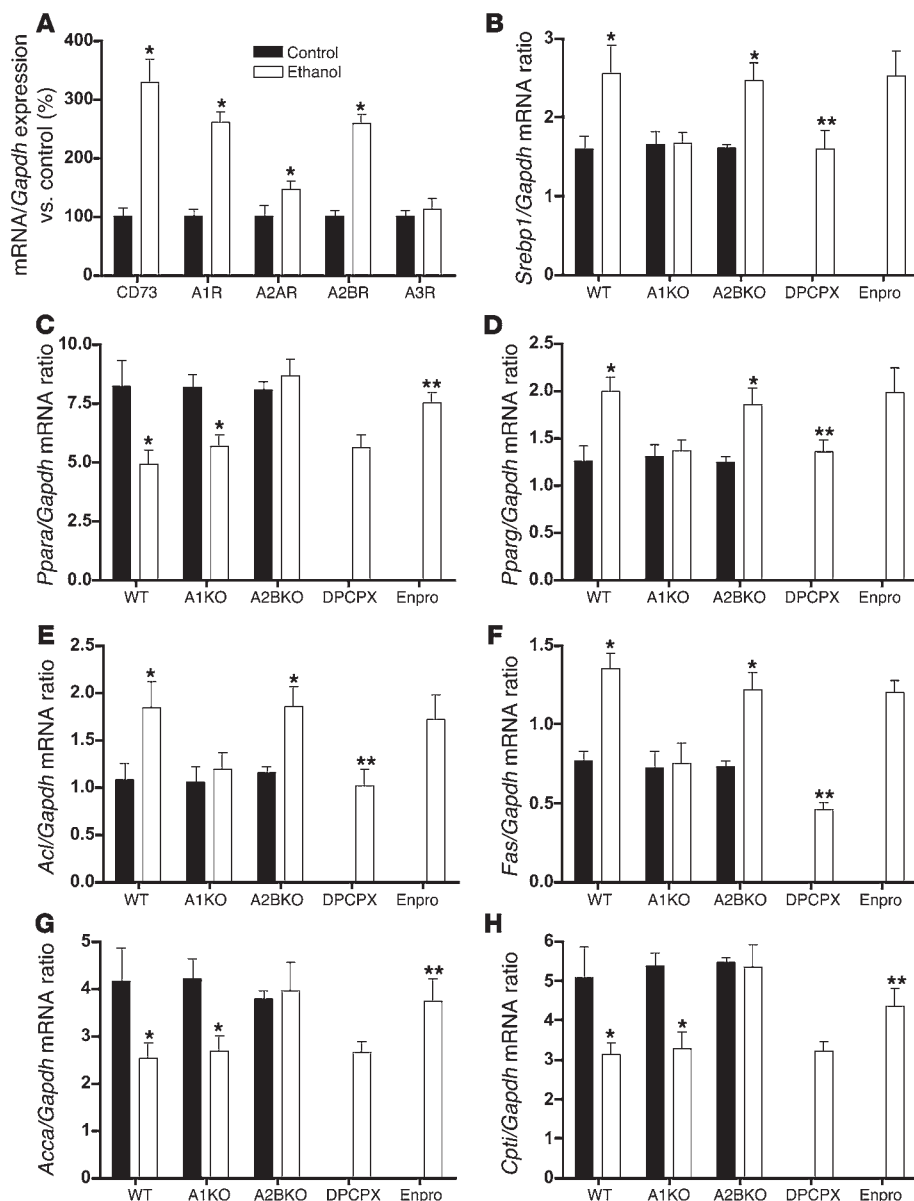 A
mRNA/Gapdh expression
vs. control (%)
400
300
200
100
0
Control
Ethanol
*
*
*
*
CD73 A1R A2AR A2BR A3R
B
Srebp1/Gapdh mRNA ratio
3
2
1
0
*
*
**
WT A1KO A2BKO DPCPX Enpro
C
Ppara/Gapdh mRNA ratio
10.0
7.5
5.0
2.5
0.0
*
*
**
WT A1KO A2BKO DPCPX Enpro
D
Pparg/Gapdh mRNA ratio
2.5
2.0
1.5
1.0
0.5
0.0
*
*
**
WT A1KO A2BKO DPCPX Enpro
E
Acl/Gapdh mRNA ratio
2.5
2.0
1.5
1.0
0.5
0.0
*
*
**
WT A1KO A2BKO DPCPX Enpro
F
Fas/Gapdh mRNA ratio
1.5
1.0
0.5
0.0
*
*
**
WT A1KO A2BKO DPCPX Enpro
G
Acca/Gapdh mRNA ratio
5
4
3
2
1
0
*
*
**
WT A1KO A2BKO DPCPX Enpro
H
Cpti/Gapdh mRNA ratio
6
5
4
3
2
1
0
*
*
**
WT A1KO A2BKO DPCPX Enpro